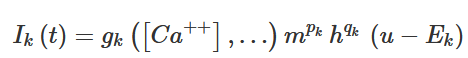 I_k (t) = g_k ([Ca^{++}], …) m^{p_k} h^{q_k} (u − E_k)